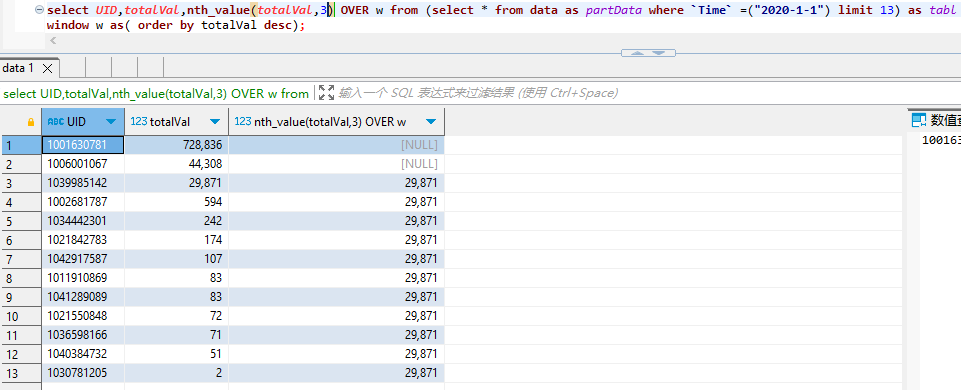 select UID,totalVal,nth_value(totalVal,3) OVER w from (select * from data as partData where `Time` =("2020-1-1") limit 13) as tabl
window w as( order by totalVal desc);
data 1
select UID,totalVal,nth_value(totalVal,3) OVER w from
输入一个 SQL 表达式来过滤结果 (使用 Ctrl+Space)
ABC UID 123 totalVal 123 nth_value(totalVal,3) OVER w
1 1001630781 728,836 [NULL]
2 1006001067 44,308 [NULL]
3 1039985142 29,871 29,871
4 1002681787 594 29,871
5 1034442301 242 29,871
6 1021842783 174 29,871
7 1042917587 107 29,871
8 1011910869 83 29,871
9 1041289089 83 29,871
10 1021550848 72 29,871
11 1036598166 71 29,871
12 1040384732 51 29,871
13 1030781205 2 29,871
数值查
100163